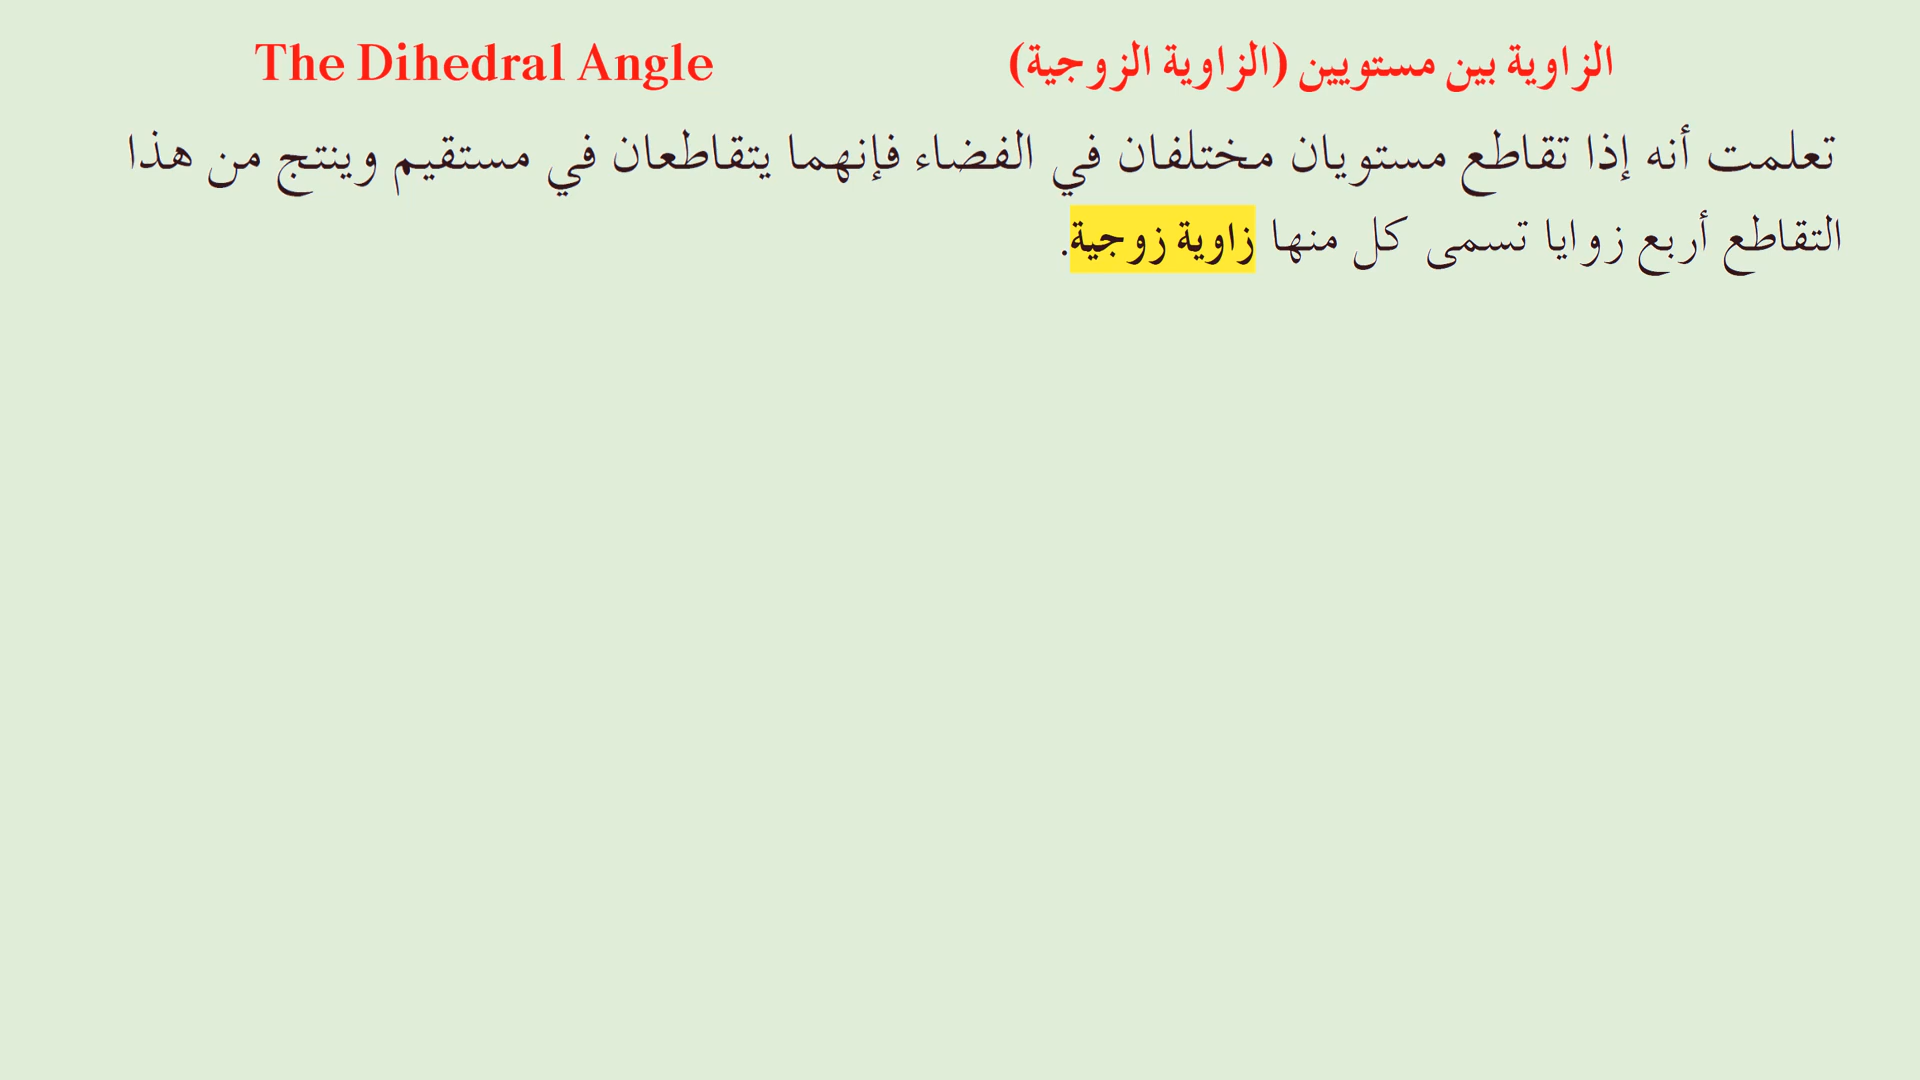 الزاوية بين مستويين (الزاوية الزوجية) The Dihedral Angle
تعلمت أنه إذا تقاطع مستويان مختلفان في الفضاء فإنهما يتقاطعان في مستقيم وينتج من هذا
التقاطع أربع زوايا تسمى كل منها زاوية زوجية.